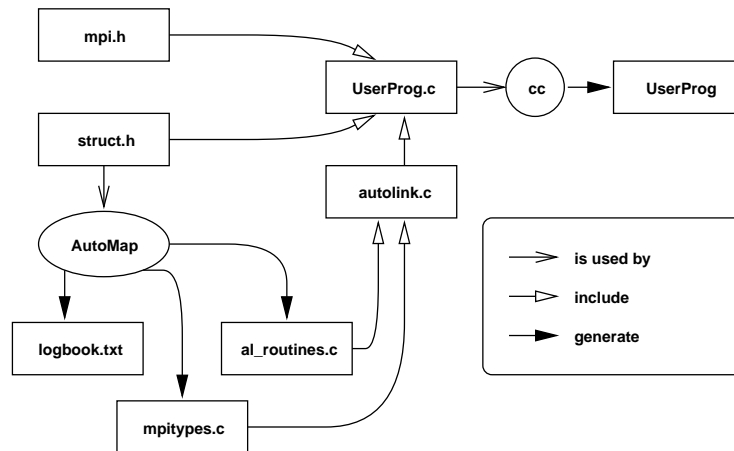 mpi.h
UserProg.c
cc
UserProg
struct.h
autolink.c
AutoMap
is used by
include
generate
logbook.txt
al_routines.c
mpitypes.c